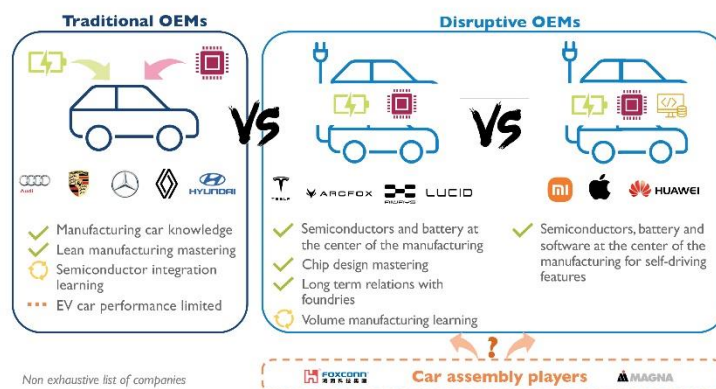 Traditional OEMs
Disruptive OEMs
VS
VS
Audi
HYUNDAI
TESLA
ARCFOX
AIWAYS
LUCID
mi
HUAWEI
Manufacturing car knowledge
Lean manufacturing mastering
Semiconductor integration
learning
EV car performance limited
Semiconductors and battery at
the center of the manufacturing
Chip design mastering
Long term relations with
foundries
Volume manufacturing learning
Semiconductors, battery and
software at the center of the
manufacturing for self-driving
features
?
Non exhaustive list of companies
FOXCONN
Car assembly players
MAGNA